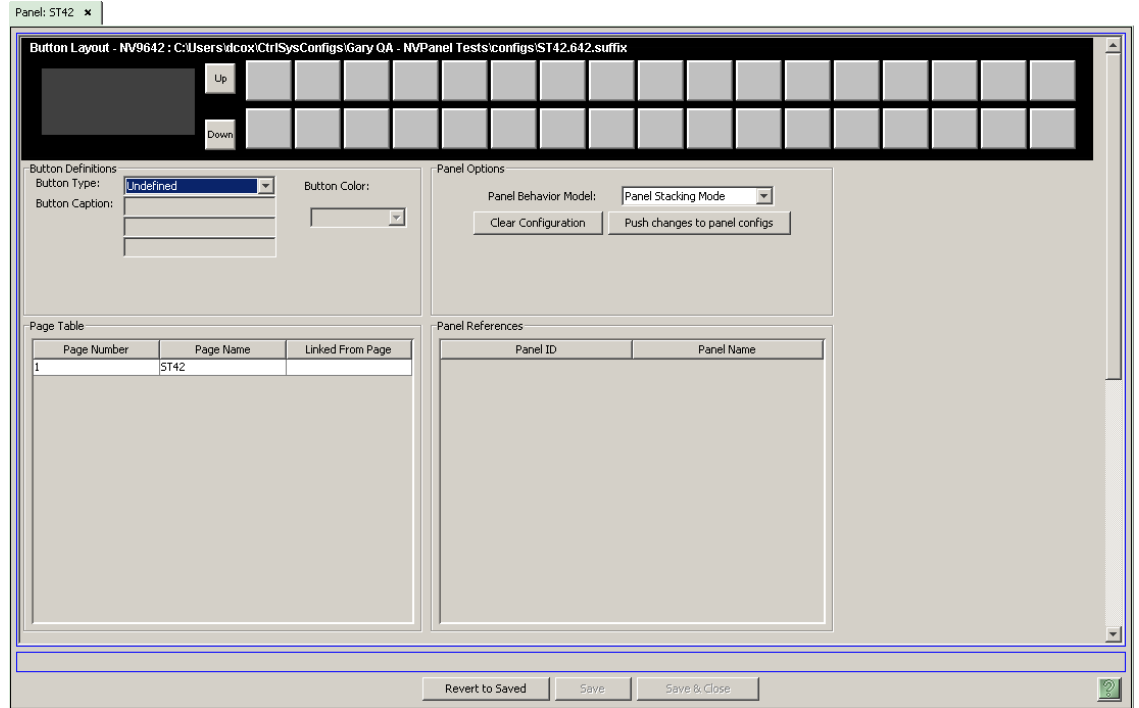 Panel: ST42 ×
Button Layout - NV9642 : C:\Users\dcox\CtrlSysConfigs\Gary QA - NVPanel Tests\configs\ST42.642.suffix
Up
Down
Button Definitions
Button Type: Undefined
Button Color:
Button Caption:
Panel Options
Panel Behavior Model: Panel Stacking Mode
Clear Configuration Push changes to panel configs
Page Table
Page Number Page Name Linked From Page
1 ST42
Panel References
Panel ID Panel Name
Revert to Saved Save Save & Close ?